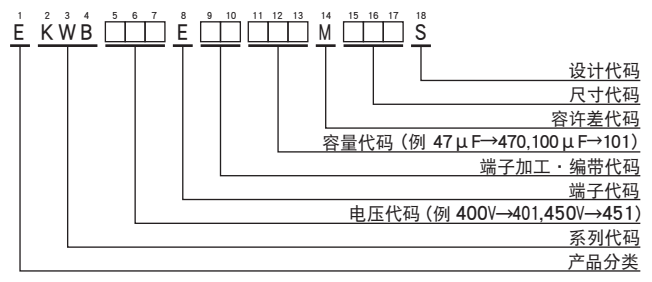 1 2 3 4 5 6 7 8 9 10 11 12 13 14 15 16 17 18
E KWB □□□ E □□ □□□ M □□□ S
设计代码
尺寸代码
容许差代码
容量代码（例 47μF→470,100μF→101）
端子加工・编带代码
端子代码
电压代码（例 400V→401,450V→451）
系列代码
产品分类